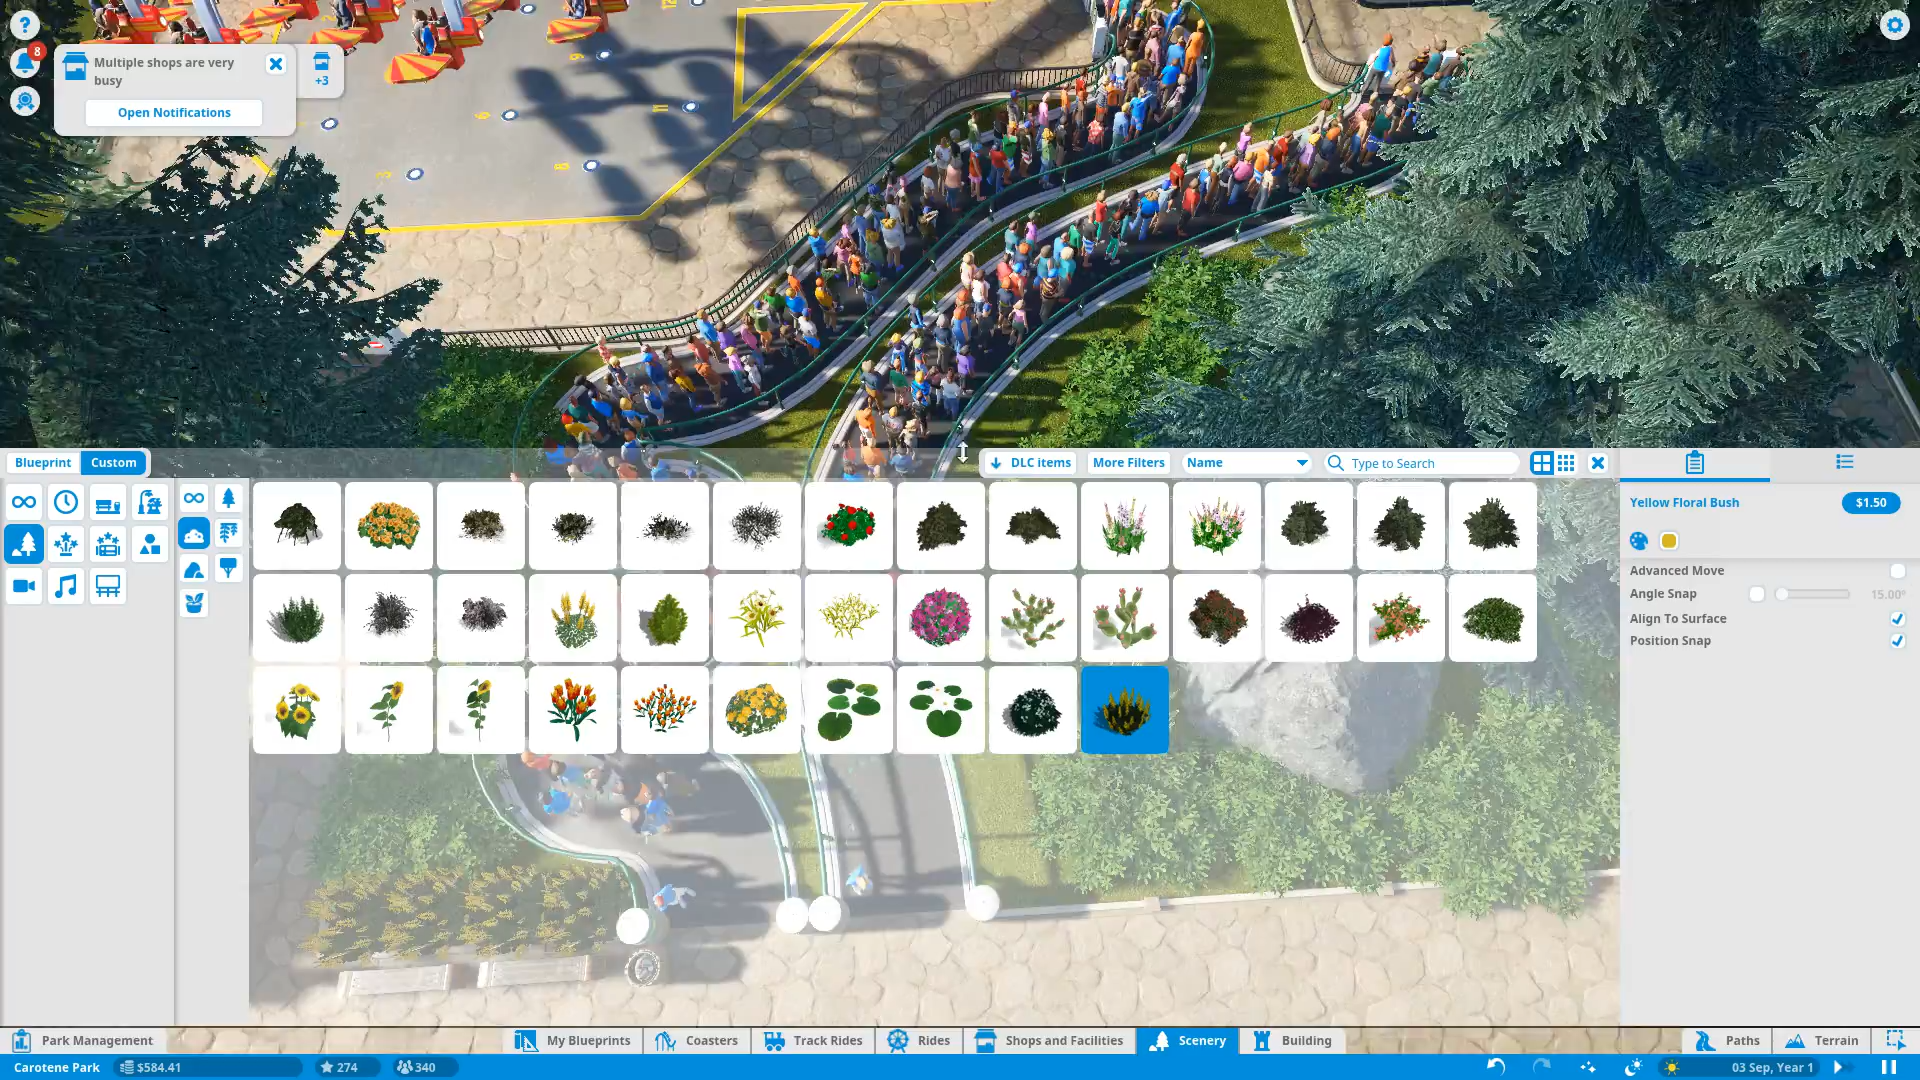 ?
8
Multiple shops are very
busy
+3
Open Notifications
Blueprint
Custom
DLC items
More Filters
Name
Type to Search
Yellow Floral Bush
$1.50
Advanced Move
Angle Snap
15.00°
Align To Surface
Position Snap
Park Management
My Blueprints
Coasters
Track Rides
Rides
Shops and Facilities
Scenery
Building
Paths
Terrain
Carotene Park
$584.41
274
340
03 Sep, Year 1